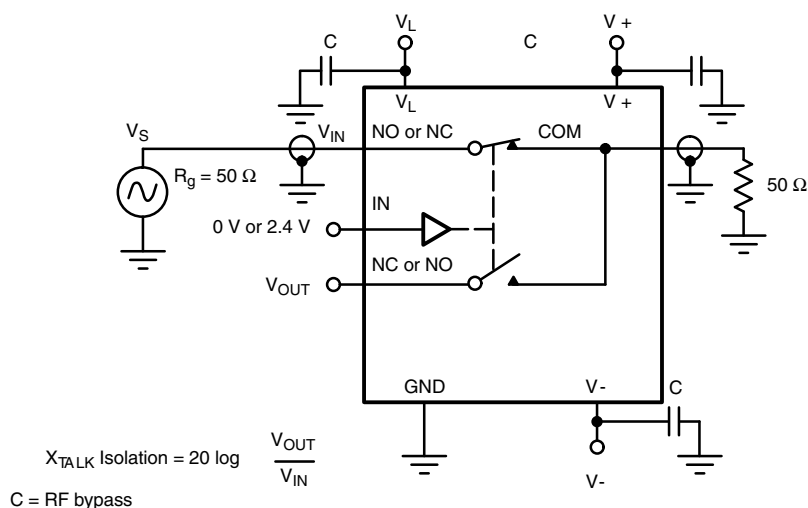 V_L
C
V +
C
V_L
V +
V_S
V_IN
NO or NC
COM
R_g = 50 Ω
50 Ω
IN
0 V or 2.4 V
NC or NO
V_OUT
GND
V-
C
X_TALK Isolation = 20 log V_OUT / V_IN
V-
C = RF bypass